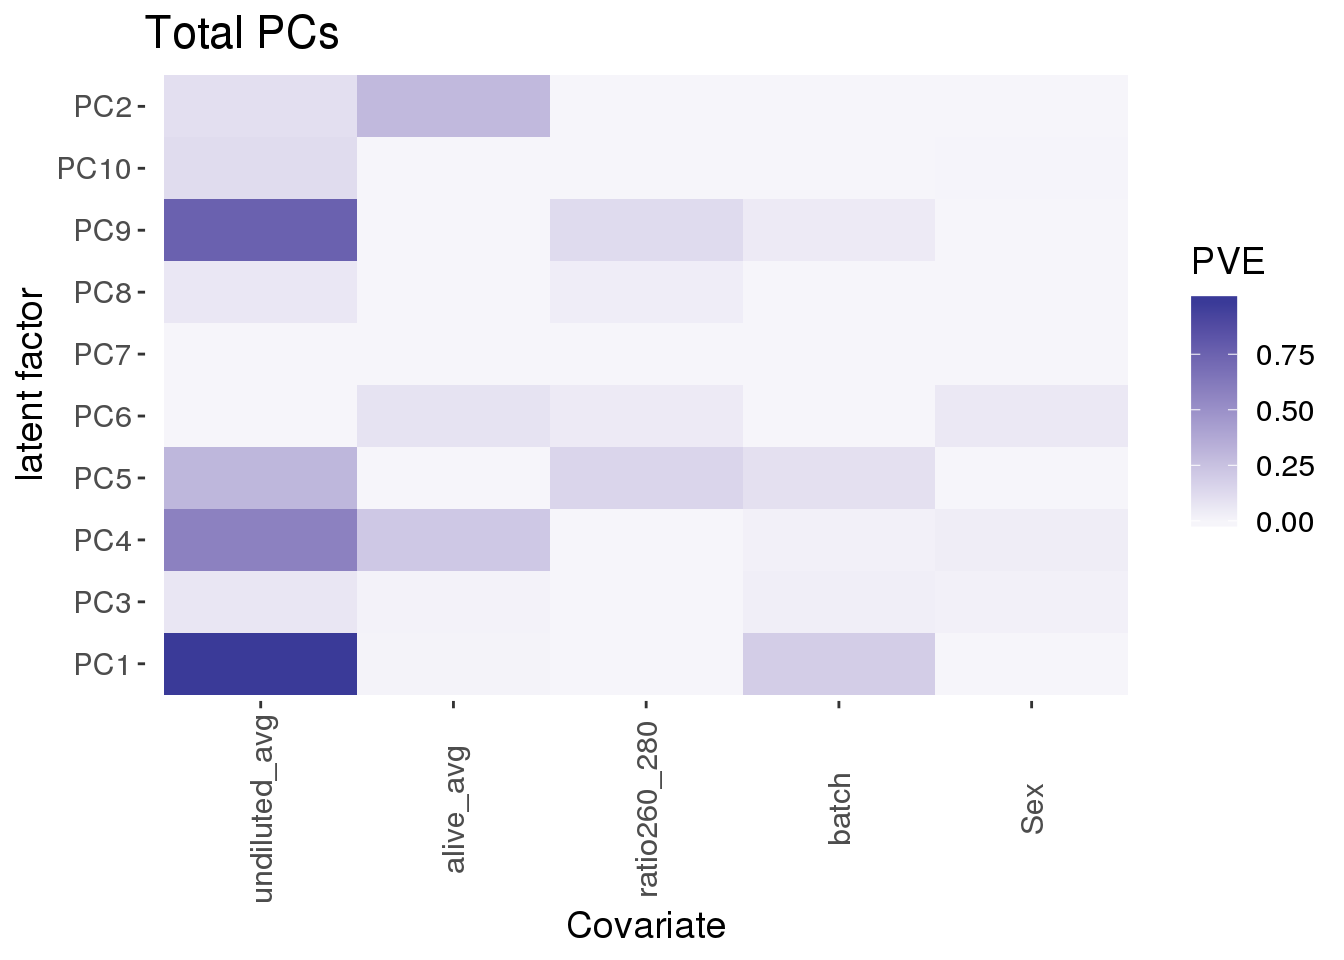 Total PCs
PC2
PC10
PC9
PC8
PC7
PC6
PC5
PC4
PC3
PC1
latent factor
undiluted_avg
alive_avg
ratio260_280
batch
Sex
Covariate
PVE
0.75
0.50
0.25
0.00